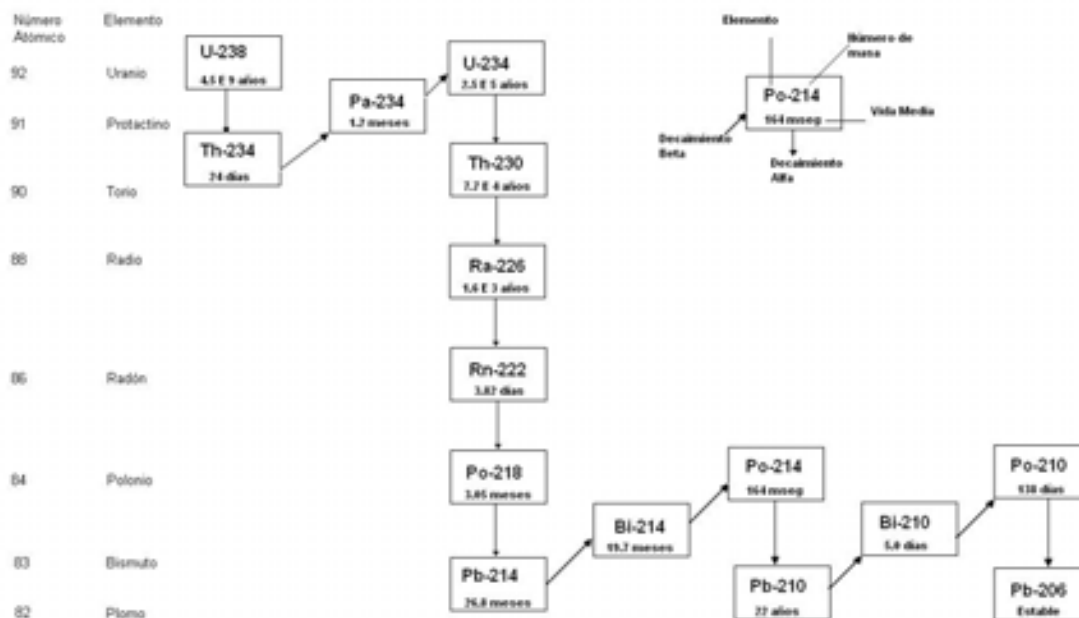 Número Atómico
Elemento
92 Uranio
91 Protactino
90 Torio
88 Radio
86 Radón
84 Polonio
83 Bismuto
82 Plomo
U-238
4,5 E 9 años
Th-234
24 días
Pa-234
1.2 meses
U-234
2,5 E 5 años
Th-230
7.7 E 4 años
Ra-226
1,6 E 3 años
Rn-222
3,82 días
Po-218
3,05 meses
Pb-214
26,8 meses
Bi-214
19.7 meses
Po-214
164 mseg
Pb-210
22 años
Bi-210
5.0 días
Po-210
138 días
Pb-206
Estable
Elemento
Número de
masa
Po-214
164 mseg
Vida Media
Decaimiento
Beta
Decaimiento
Alfa